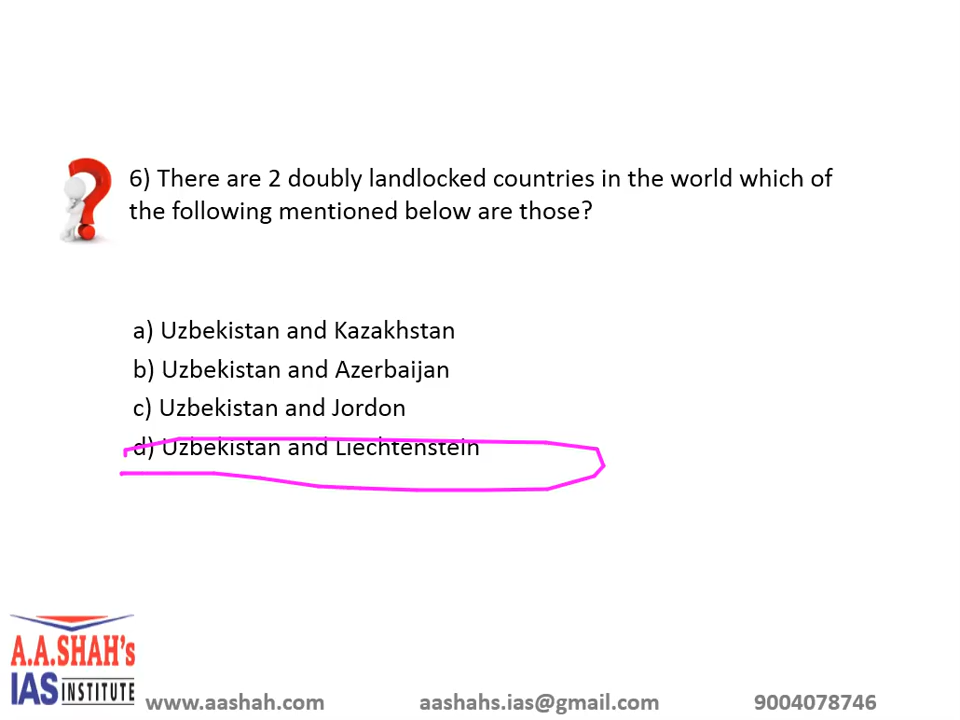 6) There are 2 doubly landlocked countries in the world which of
the following mentioned below are those?
a) Uzbekistan and Kazakhstan
b) Uzbekistan and Azerbaijan
c) Uzbekistan and Jordon
d) Uzbekistan and Liechtenstein
A.A.SHAH's
IAS INSTITUTE
www.aashah.com aashahs.ias@gmail.com 9004078746